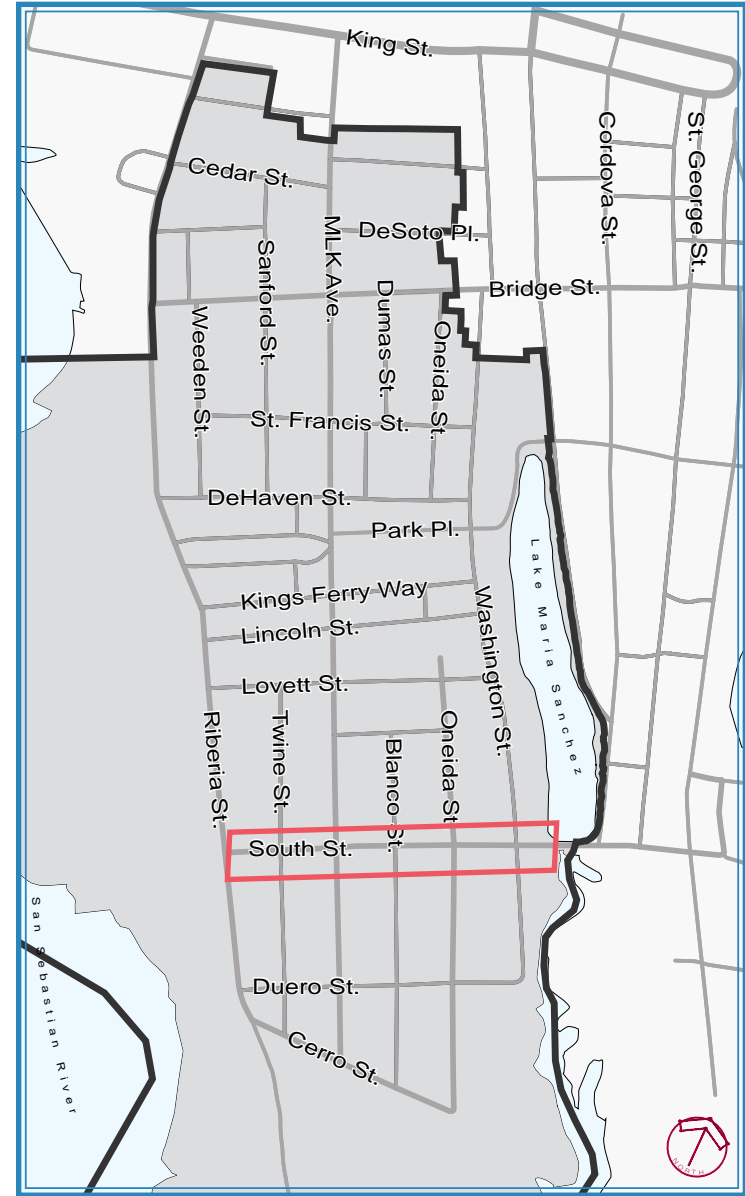 King St.
Cordova St.
St. George St.
Cedar St.
MLK Ave.
DeSoto Pl.
Sanford St.
Bridge St.
Dumas St.
Weeden St.
Oneida St.
St. Francis St.
DeHaven St.
Park Pl.
Lake Maria Sanchez
Kings Ferry Way
Washington St.
Lincoln St.
Lovett St.
Riberia St.
Twine St.
Oneida St.
Blanco St.
South St.
San Sebastian River
Duero St.
Cerro St.
NORTH